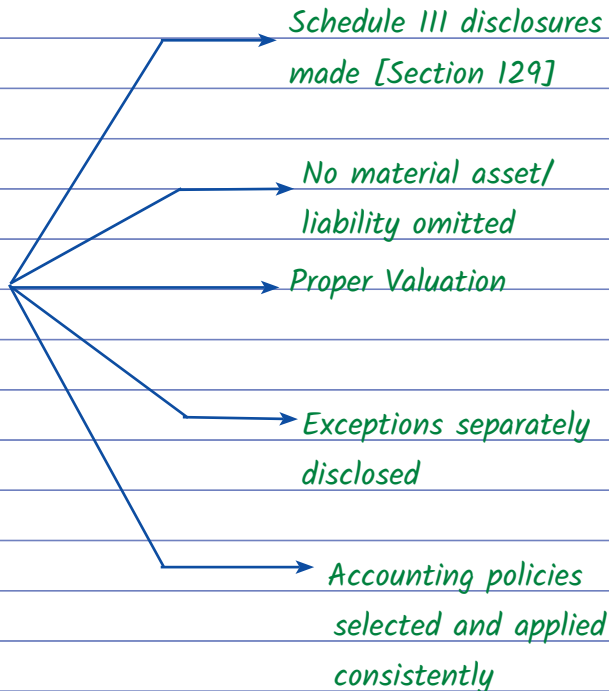 Schedule III disclosures
made [Section 129]
No material asset/
liability omitted
Proper Valuation
Exceptions separately
disclosed
Accounting policies
selected and applied
consistently